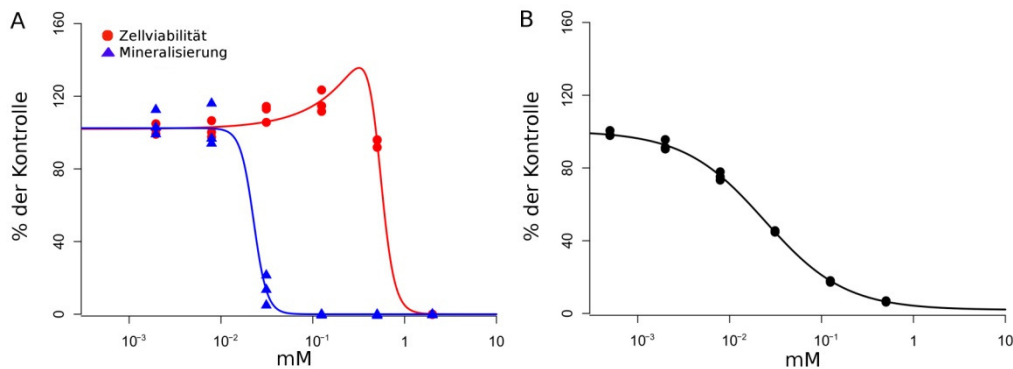 A
B
Zellviabilität
Mineralisierung
% der Kontrolle
160
120
80
40
0
10⁻³
10⁻²
10⁻¹
1
10
mM
% der Kontrolle
160
120
80
40
0
10⁻³
10⁻²
10⁻¹
1
10
mM